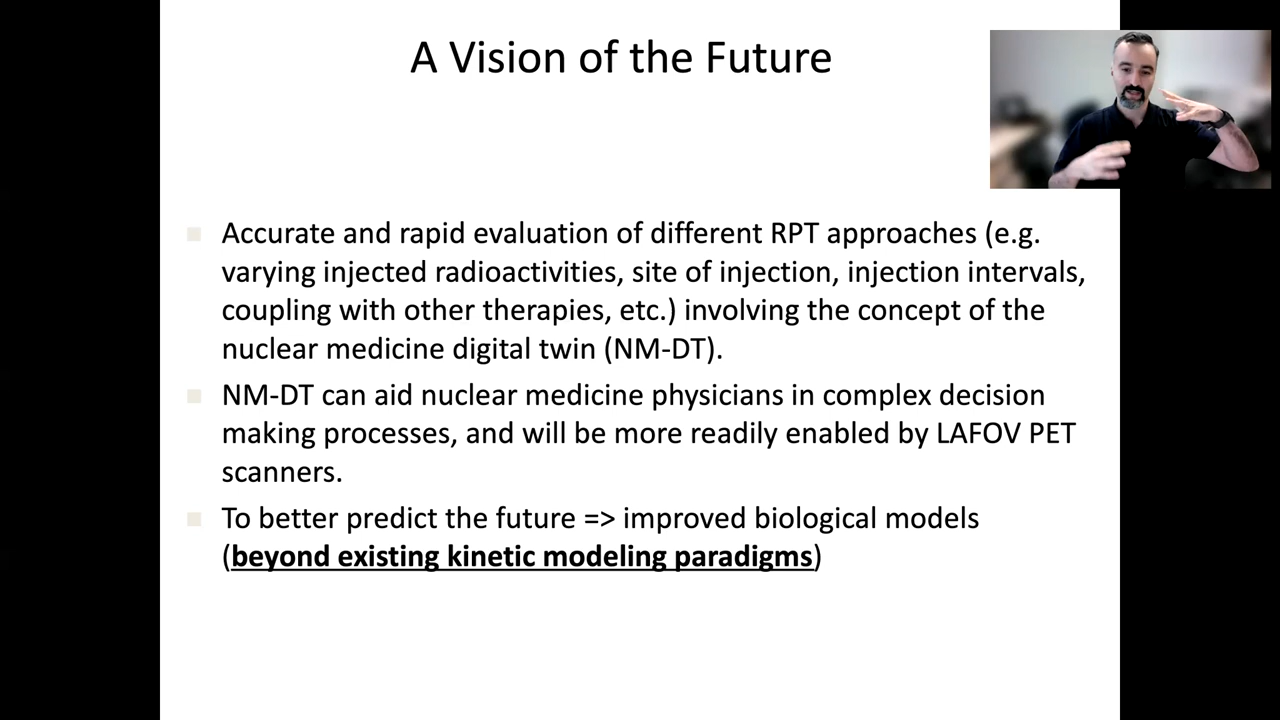 A Vision of the Future
Accurate and rapid evaluation of different RPT approaches (e.g.
varying injected radioactivities, site of injection, injection intervals,
coupling with other therapies, etc.) involving the concept of the
nuclear medicine digital twin (NM-DT).
NM-DT can aid nuclear medicine physicians in complex decision
making processes, and will be more readily enabled by LAFOV PET
scanners.
To better predict the future => improved biological models
(beyond existing kinetic modeling paradigms)